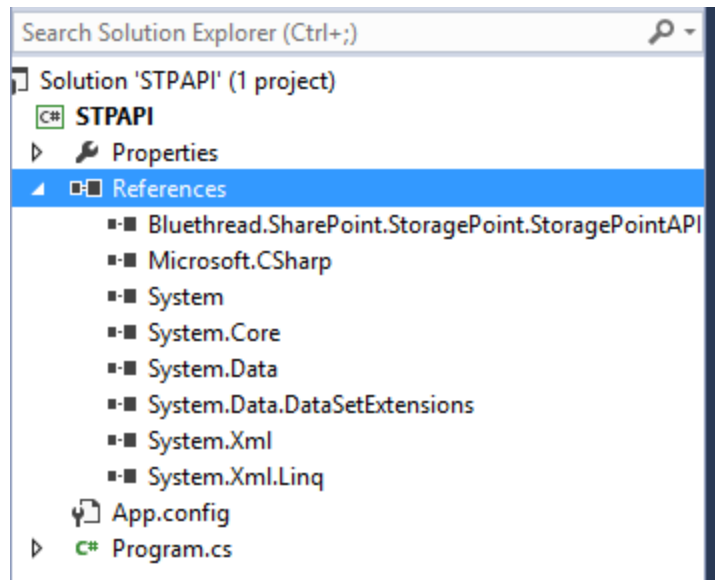 Search Solution Explorer (Ctrl+;)
Solution 'STPAPI' (1 project)
C# STPAPI
Properties
References
Bluethread.SharePoint.StoragePoint.StoragePointAPI
Microsoft.CSharp
System
System.Core
System.Data
System.Data.DataSetExtensions
System.Xml
System.Xml.Linq
App.config
C# Program.cs